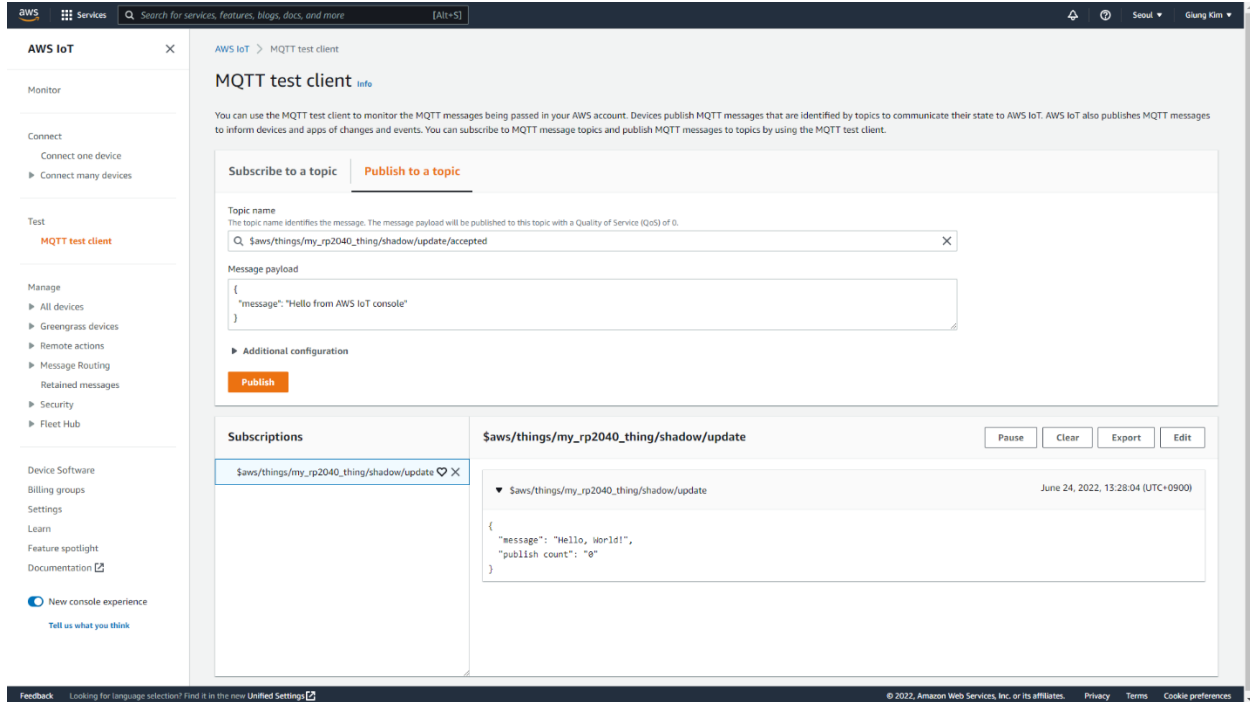 aws Services Search for services, features, blogs, docs, and more [Alt+S] Seoul Giung Kim
AWS IoT
Monitor
Connect
Connect one device
Connect many devices
Test
MQTT test client
Manage
All devices
Greengrass devices
Remote actions
Message Routing
Retained messages
Security
Fleet Hub
Device Software
Billing groups
Settings
Learn
Feature spotlight
Documentation
New console experience
Tell us what you think
AWS IoT > MQTT test client
MQTT test client Info
You can use the MQTT test client to monitor the MQTT messages being passed in your AWS account. Devices publish MQTT messages that are identified by topics to communicate their state to AWS IoT. AWS IoT also publishes MQTT messages
to inform devices and apps of changes and events. You can subscribe to MQTT message topics and publish MQTT messages to topics by using the MQTT test client.
Subscribe to a topic Publish to a topic
Topic name
The topic name identifies the message. The message payload will be published to this topic with a Quality of Service (QoS) of 0.
$aws/things/my_rp2040_thing/shadow/update/accepted
Message payload
{
"message": "Hello from AWS IoT console"
}
Additional configuration
Publish
Subscriptions
$aws/things/my_rp2040_thing/shadow/update
$aws/things/my_rp2040_thing/shadow/update Pause Clear Export Edit
$aws/things/my_rp2040_thing/shadow/update June 24, 2022, 13:28:04 (UTC+0900)
{
"message": "Hello, World!",
"publish count": "0"
}
Feedback Looking for language selection? Find it in the new Unified Settings © 2022, Amazon Web Services, Inc. or its affiliates. Privacy Terms Cookie preferences